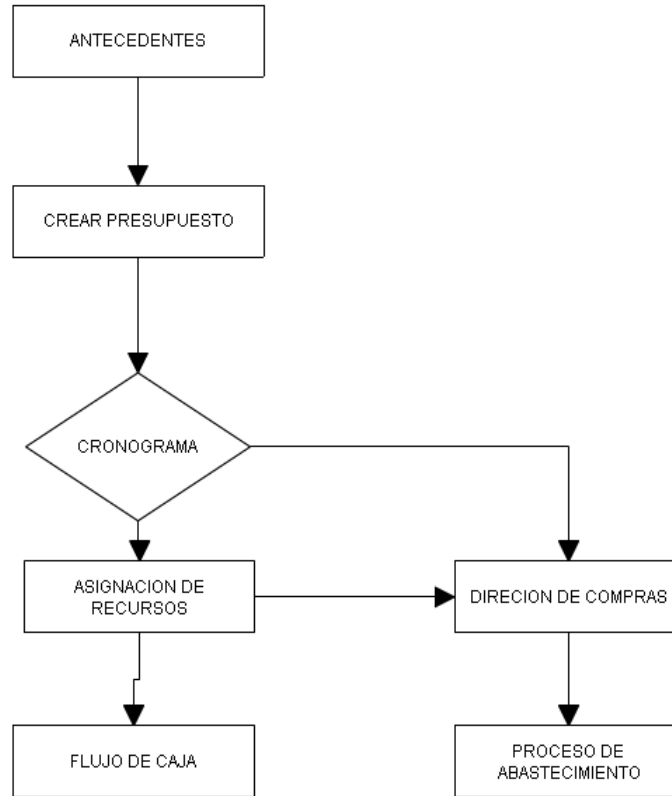 ANTECEDENTES
CREAR PRESUPUESTO
CRONOGRAMA
ASIGNACION DE
RECURSOS
DIRECION DE COMPRAS
FLUJO DE CAJA
PROCESO DE
ABASTECIMIENTO